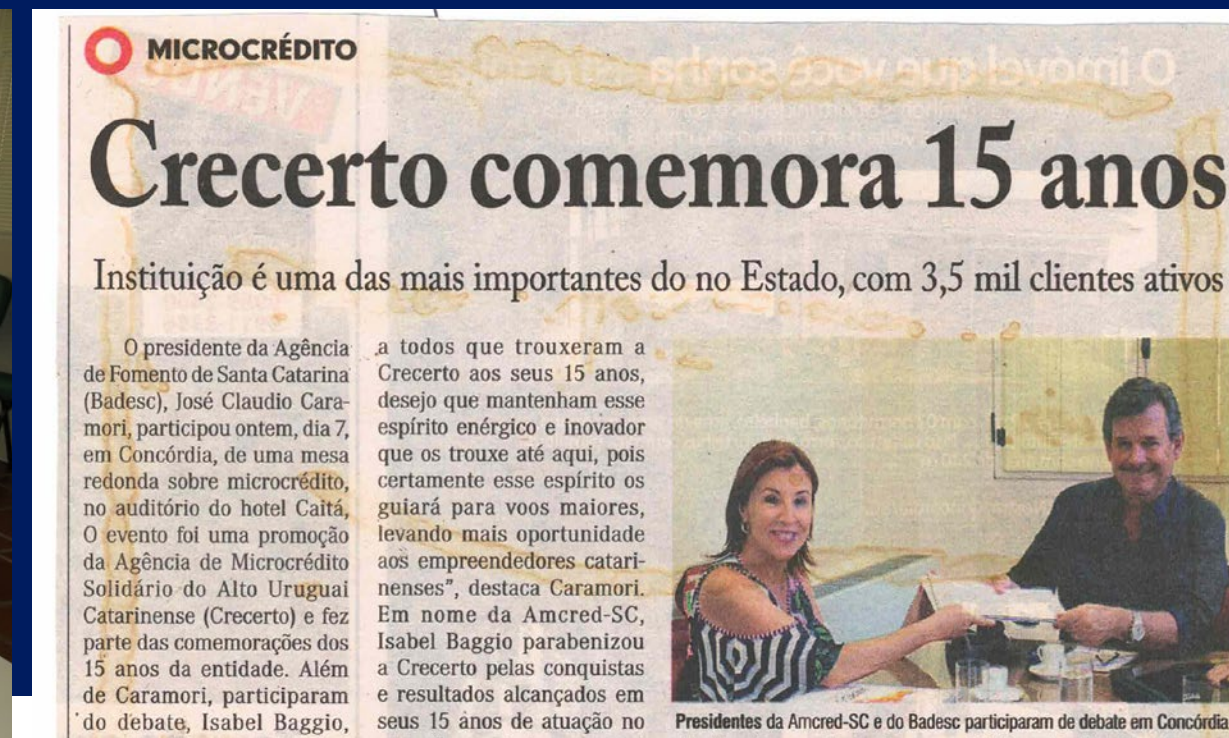 MICROCRÉDITO
Crecerto comemora 15 anos
Instituição é uma das mais importantes do no Estado, com 3,5 mil clientes ativos
O presidente da Agência
de Fomento de Santa Catarina
(Badesc), José Claudio Cara-
mori, participou ontem, dia 7,
em Concórdia, de uma mesa
redonda sobre microcrédito,
no auditório do hotel Caitá,
O evento foi uma promoção
da Agência de Microcrédito
Solidário do Alto Uruguai
Catarinense (Crecerto) e fez
parte das comemorações dos
15 anos da entidade. Além
de Caramori, participaram
do debate, Isabel Baggio,
a todos que trouxeram a
Crecerto aos seus 15 anos,
desejo que mantenham esse
espírito enérgico e inovador
que os trouxe até aqui, pois
certamente esse espírito os
guiará para voos maiores,
levando mais oportunidade
aos empreendedores catari-
nenses”, destaca Caramori.
Em nome da Amcred-SC,
Isabel Baggio parabenizou
a Crecerto pelas conquistas
e resultados alcançados em
seus 15 anos de atuação no
Presidentes da Amcred-SC e do Badesc participaram de debate em Concórdia